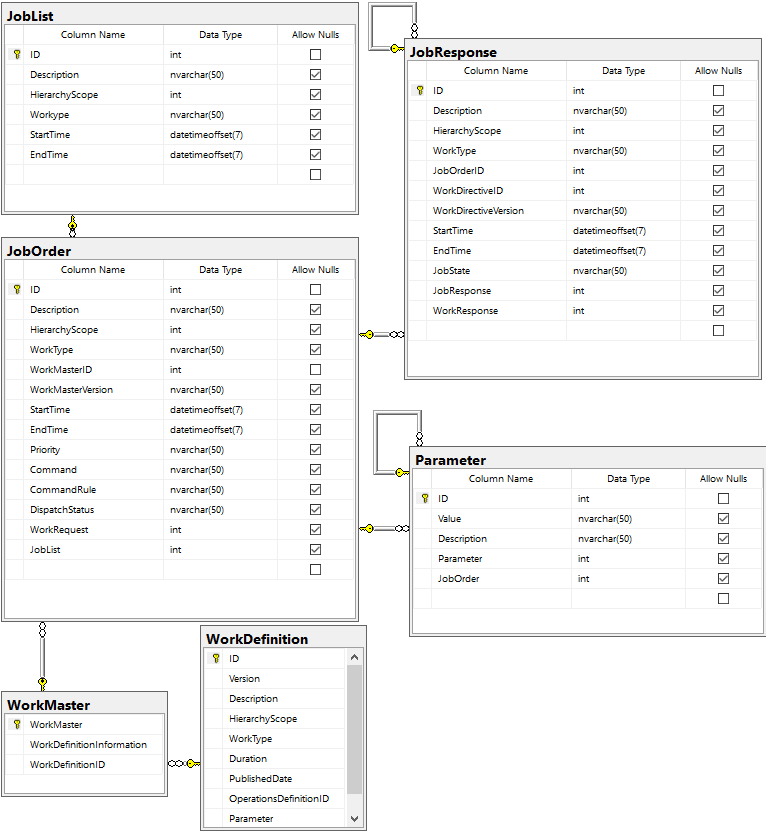 JobList
Column Name Data Type Allow Nulls
ID int
Description nvarchar(50)
HierarchyScope int
Workype nvarchar(50)
StartTime datetimeoffset(7)
EndTime datetimeoffset(7)
JobResponse
Column Name Data Type Allow Nulls
ID int
Description nvarchar(50)
HierarchyScope int
WorkType nvarchar(50)
JobOrderID int
WorkDirectiveID int
WorkDirectiveVersion nvarchar(50)
StartTime datetimeoffset(7)
EndTime datetimeoffset(7)
JobState nvarchar(50)
JobResponse int
WorkResponse int
JobOrder
Column Name Data Type Allow Nulls
ID int
Description nvarchar(50)
HierarchyScope int
WorkType nvarchar(50)
WorkMasterID int
WorkMasterVersion nvarchar(50)
StartTime datetimeoffset(7)
EndTime datetimeoffset(7)
Priority nvarchar(50)
Command nvarchar(50)
CommandRule nvarchar(50)
DispatchStatus nvarchar(50)
WorkRequest int
JobList int
Parameter
Column Name Data Type Allow Nulls
ID int
Value nvarchar(50)
Description nvarchar(50)
Parameter int
JobOrder int
WorkDefinition
ID
Version
Description
HierarchyScope
WorkType
Duration
PublishedDate
OperationsDefinitionID
Parameter
WorkMaster
WorkMaster
WorkDefinitionInformation
WorkDefinitionID